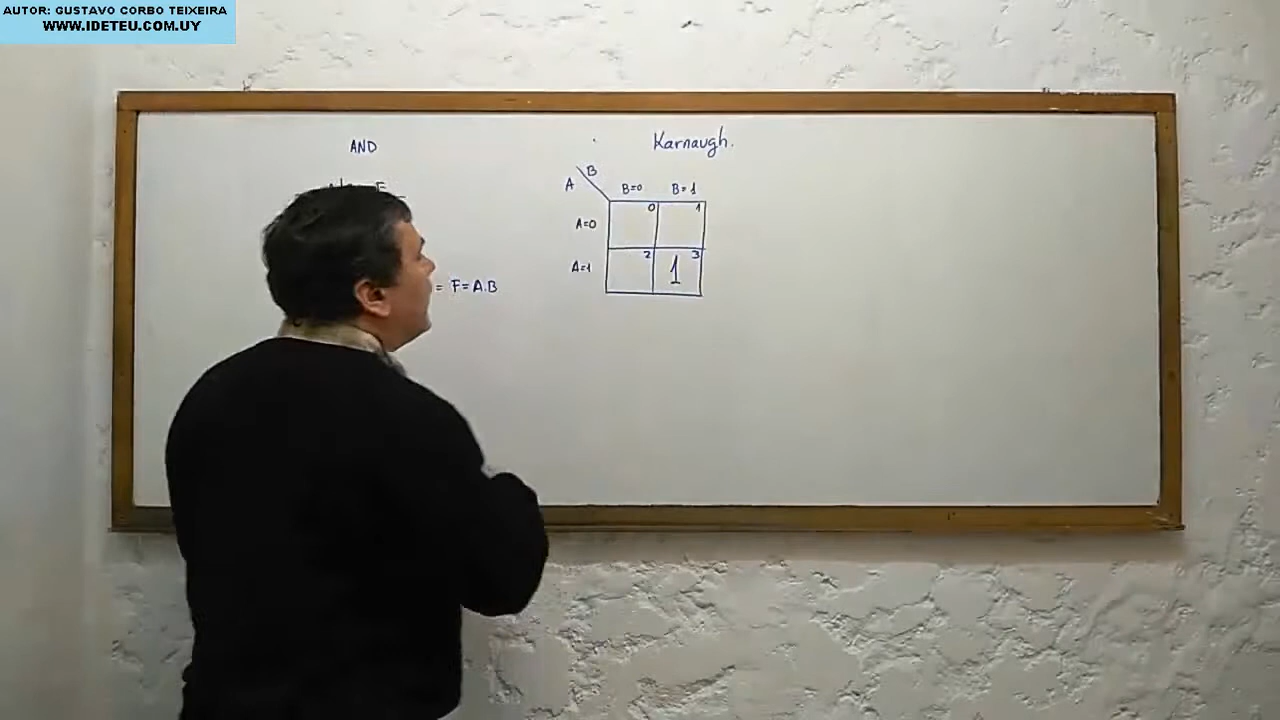 AUTOR: GUSTAVO CORBO TEIXEIRA
WWW.IDETEU.COM.UY
AND
F
= F=A.B
Karnaugh.
B
A
B=0 B=1
A=0 0 1
A=1 2 1 3